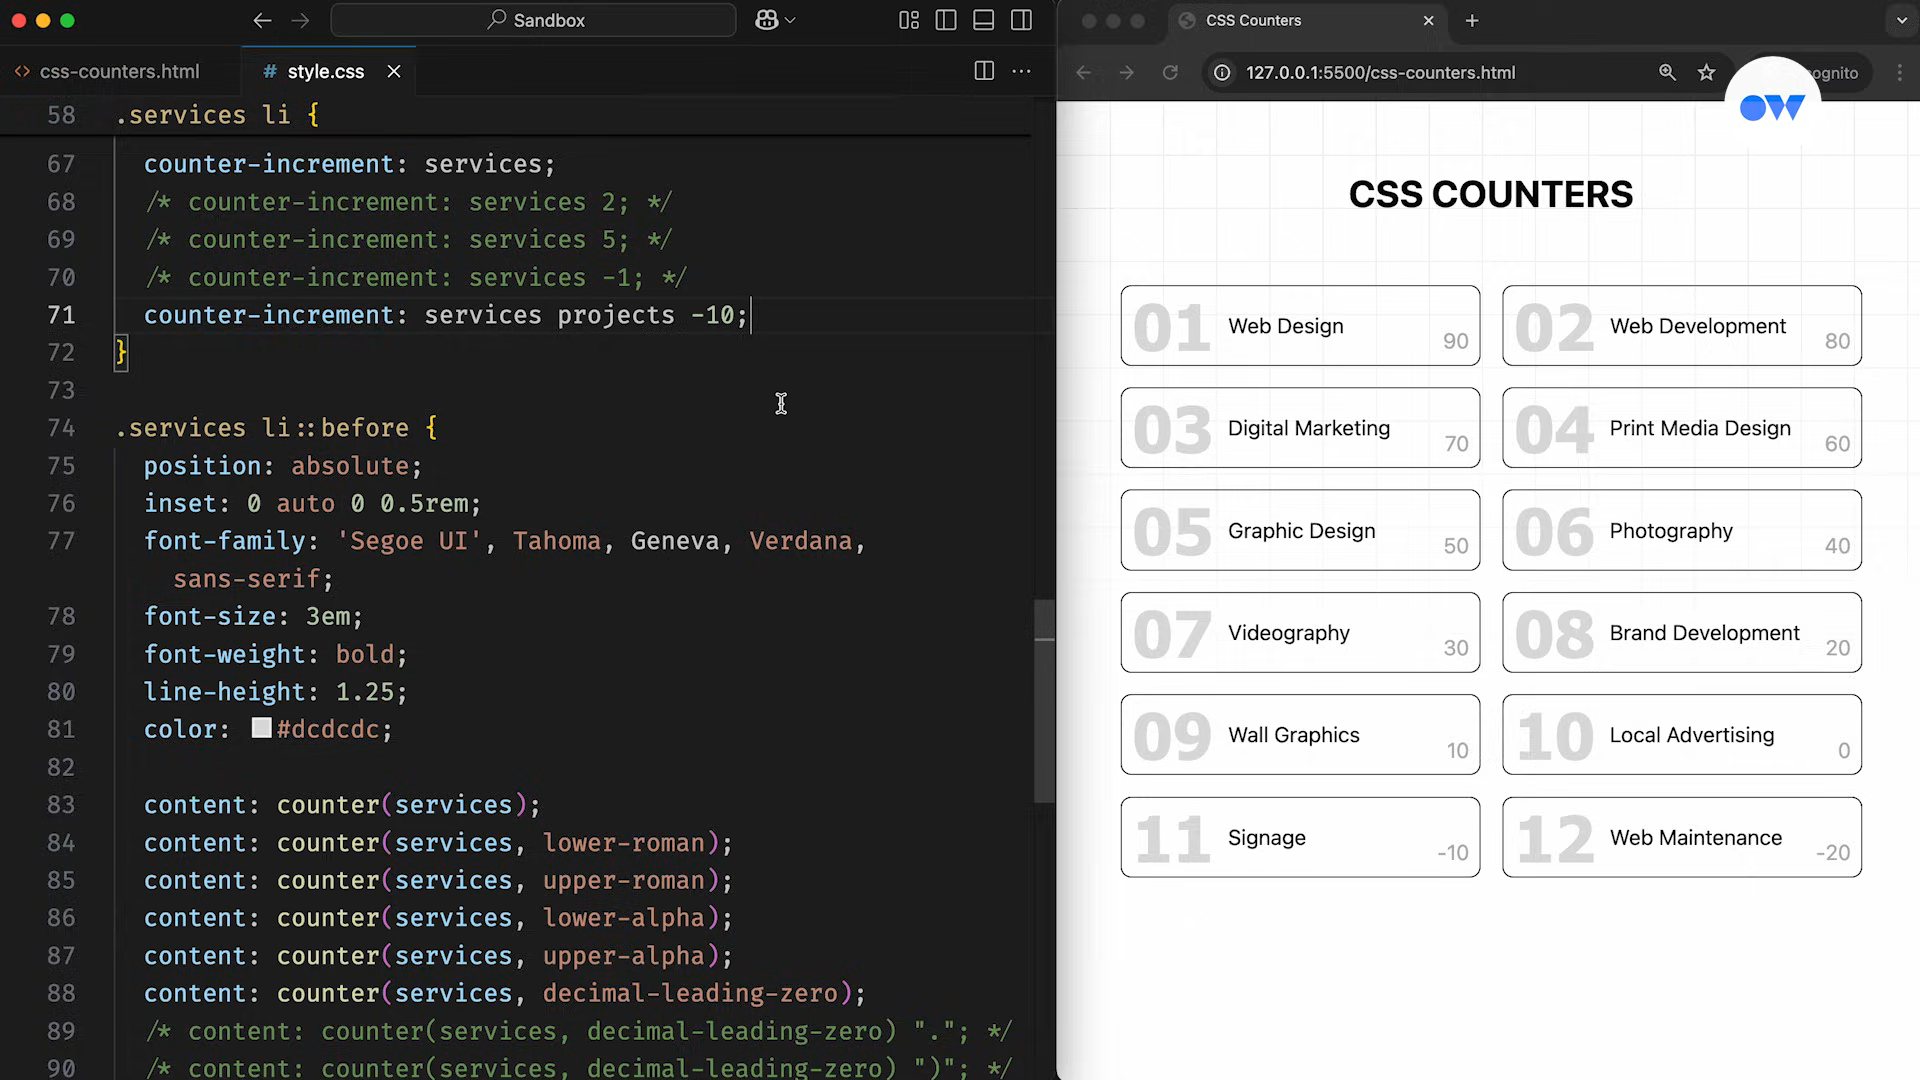 Sandbox
css-counters.html
# style.css
58 .services li {
67 counter-increment: services;
68 /* counter-increment: services 2; */
69 /* counter-increment: services 5; */
70 /* counter-increment: services -1; */
71 counter-increment: services projects -10;
72 }
73
74 .services li::before {
75 position: absolute;
76 inset: 0 auto 0 0.5rem;
77 font-family: 'Segoe UI', Tahoma, Geneva, Verdana,
sans-serif;
78 font-size: 3em;
79 font-weight: bold;
80 line-height: 1.25;
81 color: #dcdcdc;
82
83 content: counter(services);
84 content: counter(services, lower-roman);
85 content: counter(services, upper-roman);
86 content: counter(services, lower-alpha);
87 content: counter(services, upper-alpha);
88 content: counter(services, decimal-leading-zero);
89 /* content: counter(services, decimal-leading-zero) "."; */
90 /* content: counter(services, decimal-leading-zero) ")"; */
CSS Counters
127.0.0.1:5500/css-counters.html
ognito
OW
CSS COUNTERS
01 Web Design 90
02 Web Development 80
03 Digital Marketing 70
04 Print Media Design 60
05 Graphic Design 50
06 Photography 40
07 Videography 30
08 Brand Development 20
09 Wall Graphics 10
10 Local Advertising 0
11 Signage -10
12 Web Maintenance -20